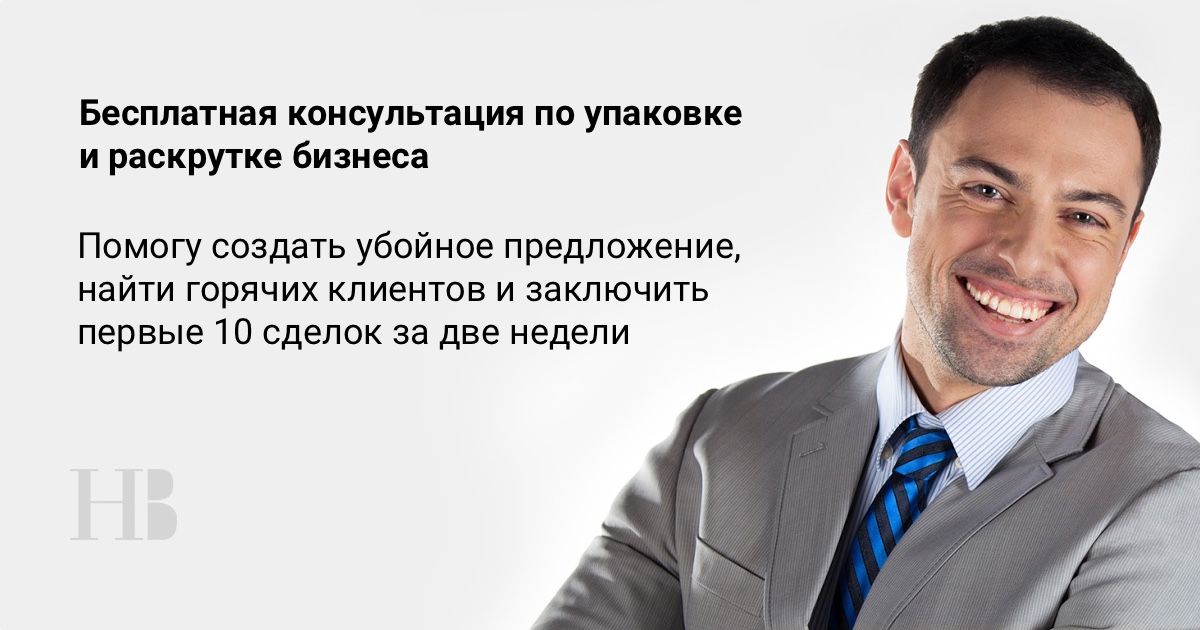 Бесплатная консультация по упаковке
и раскрутке бизнеса
Помогу создать убойное предложение,
найти горячих клиентов и заключить
первые 10 сделок за две недели
НВ